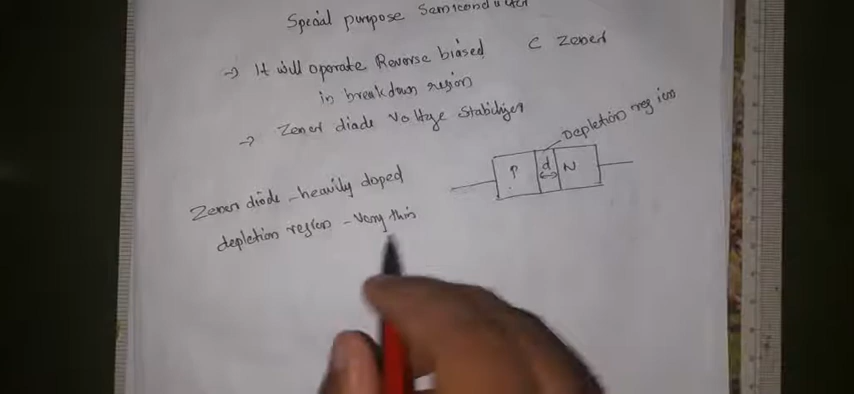 Special purpose Semiconductor
→ It will operate Reverse biased
in breakdown region
C Zener
→ Zener diode Voltage Stabilizer
Depletion region
P d N
Zener diode - heavily doped
depletion region - Very thin